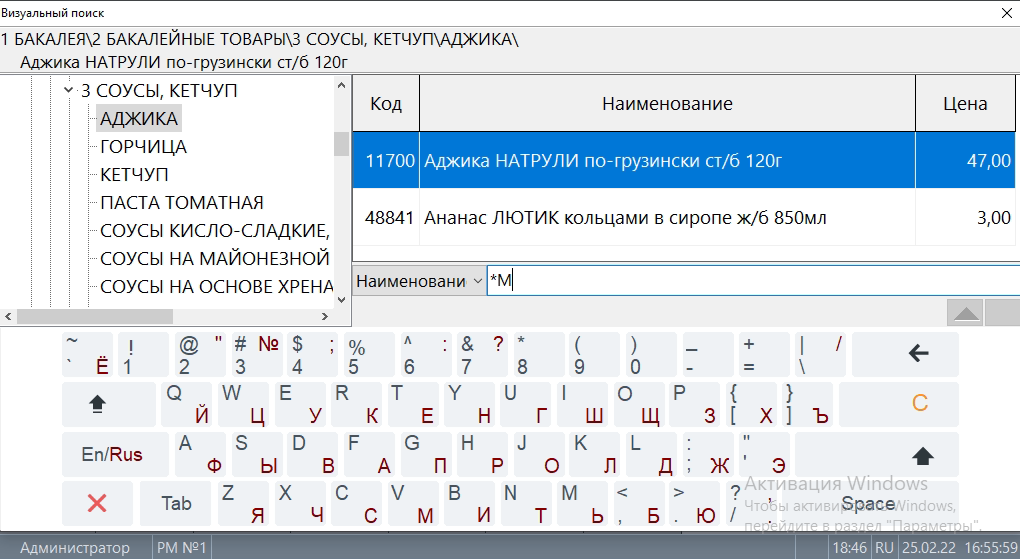 Визуальный поиск
1 БАКАЛЕЯ\2 БАКАЛЕЙНЫЕ ТОВАРЫ\3 СОУСЫ, КЕТЧУП\АДЖИКА\
Аджика НАТРУЛИ по-грузински ст/б 120г
3 СОУСЫ, КЕТЧУП
АДЖИКА
ГОРЧИЦА
КЕТЧУП
ПАСТА ТОМАТНАЯ
СОУСЫ КИСЛО-СЛАДКИЕ,
СОУСЫ НА МАЙОНЕЗНОЙ
СОУСЫ НА ОСНОВЕ ХРЕНА
Код Наименование Цена
11700 Аджика НАТРУЛИ по-грузински ст/б 120г 47,00
48841 Ананас ЛЮТИК кольцами в сиропе ж/б 850мл 3,00
Наименовани *М
~ ! @ " # № $ ; % ^ : & ? * ( ) _ + | /
` Ё 1 2 3 4 5 6 7 8 9 0 - = \
Q Й W Ц E У R К T Е Y Н U Г I Ш O Щ P З { [ Х } ] Ъ C
En/Rus A Ф S Ы D В F А G П H Р J О K Л L Д : ; Ж " ' Э
Tab Z Я X Ч C С V М B И N Т M Ь < , Б > . Ю ? / , Space
Активация Windows
Чтобы активировать Windows,
перейдите в раздел "Параметры".
Администратор РМ №1 18:46 RU 25.02.22 16:55:59